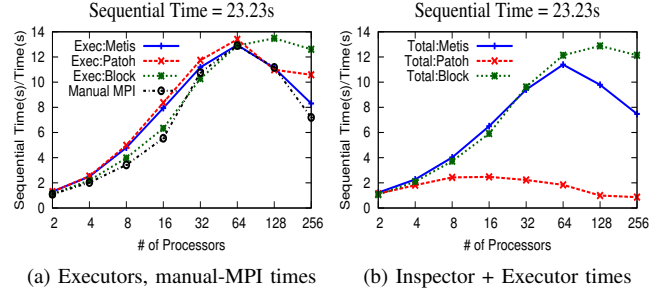 Sequential Time = 23.23s
Sequential Time(s)/Time(s)
14
12
10
8
6
4
2
0
Exec:Metis
Exec:Patoh
Exec:Block
Manual MPI
2 4 8 16 32 64 128 256
# of Processors
(a) Executors, manual-MPI times
Sequential Time = 23.23s
Sequential Time(s)/Time(s)
14
12
10
8
6
4
2
0
Total:Metis
Total:Patoh
Total:Block
2 4 8 16 32 64 128 256
# of Processors
(b) Inspector + Executor times